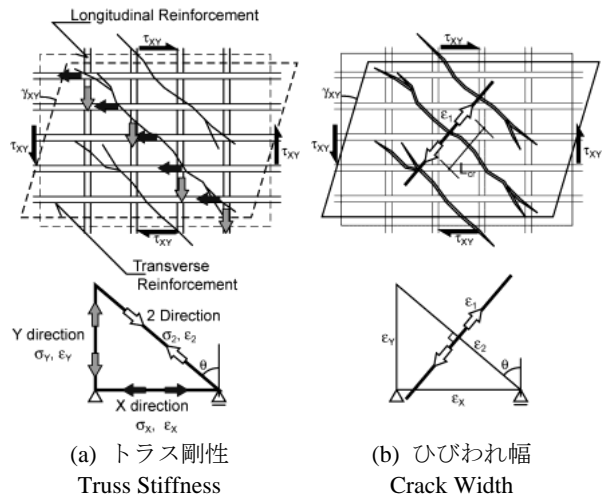 Longitudinal Reinforcement
τXY
γXY
τXY
τXY
τXY
Transverse
Reinforcement
τXY
γXY
τXY
ε1
Lcr
τXY
τXY
Y direction
σY, εY
2 Direction
σ2, ε2
θ
X direction
σX, εX
ε1
εY
ε2
θ
εX
(a) トラス剛性
Truss Stiffness
(b) ひびわれ幅
Crack Width